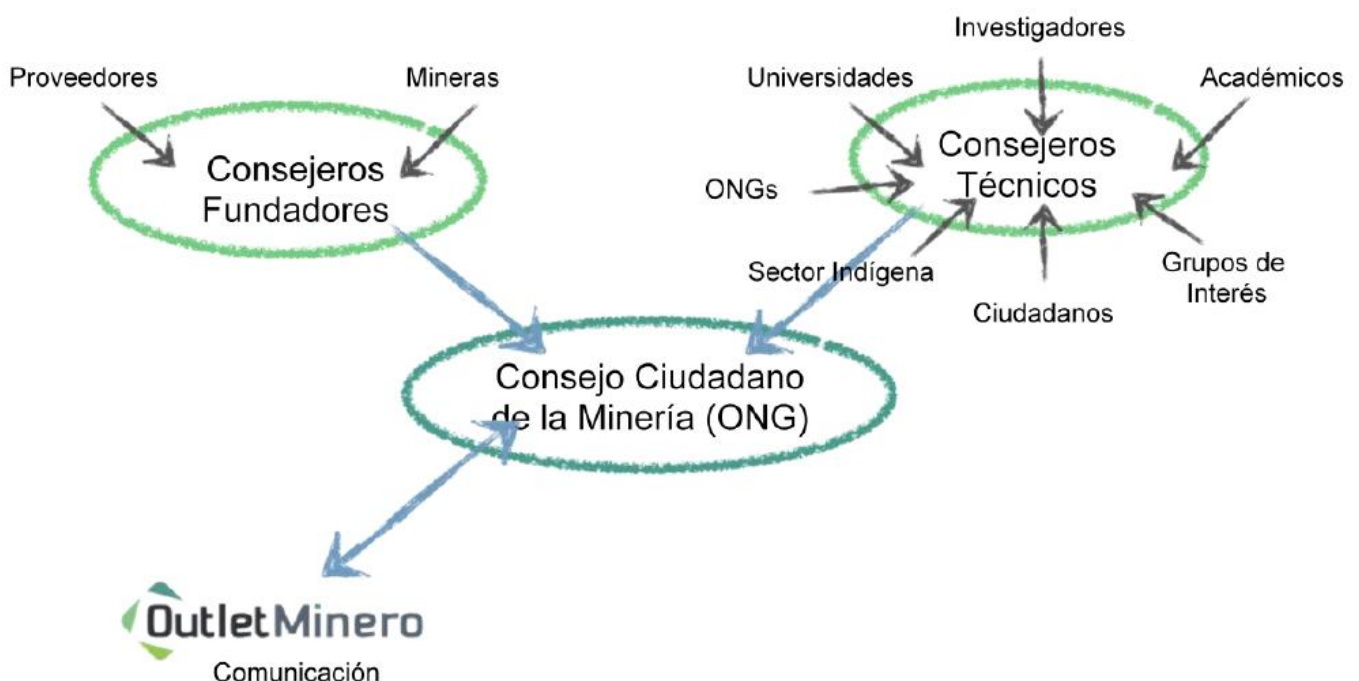 Investigadores
Proveedores
Mineras
Universidades
Académicos
Consejeros
Fundadores
Consejeros
Técnicos
ONGs
Sector Indígena
Grupos de
Interés
Ciudadanos
Consejo Ciudadano
de la Minería (ONG)
OutletMinero
Comunicación